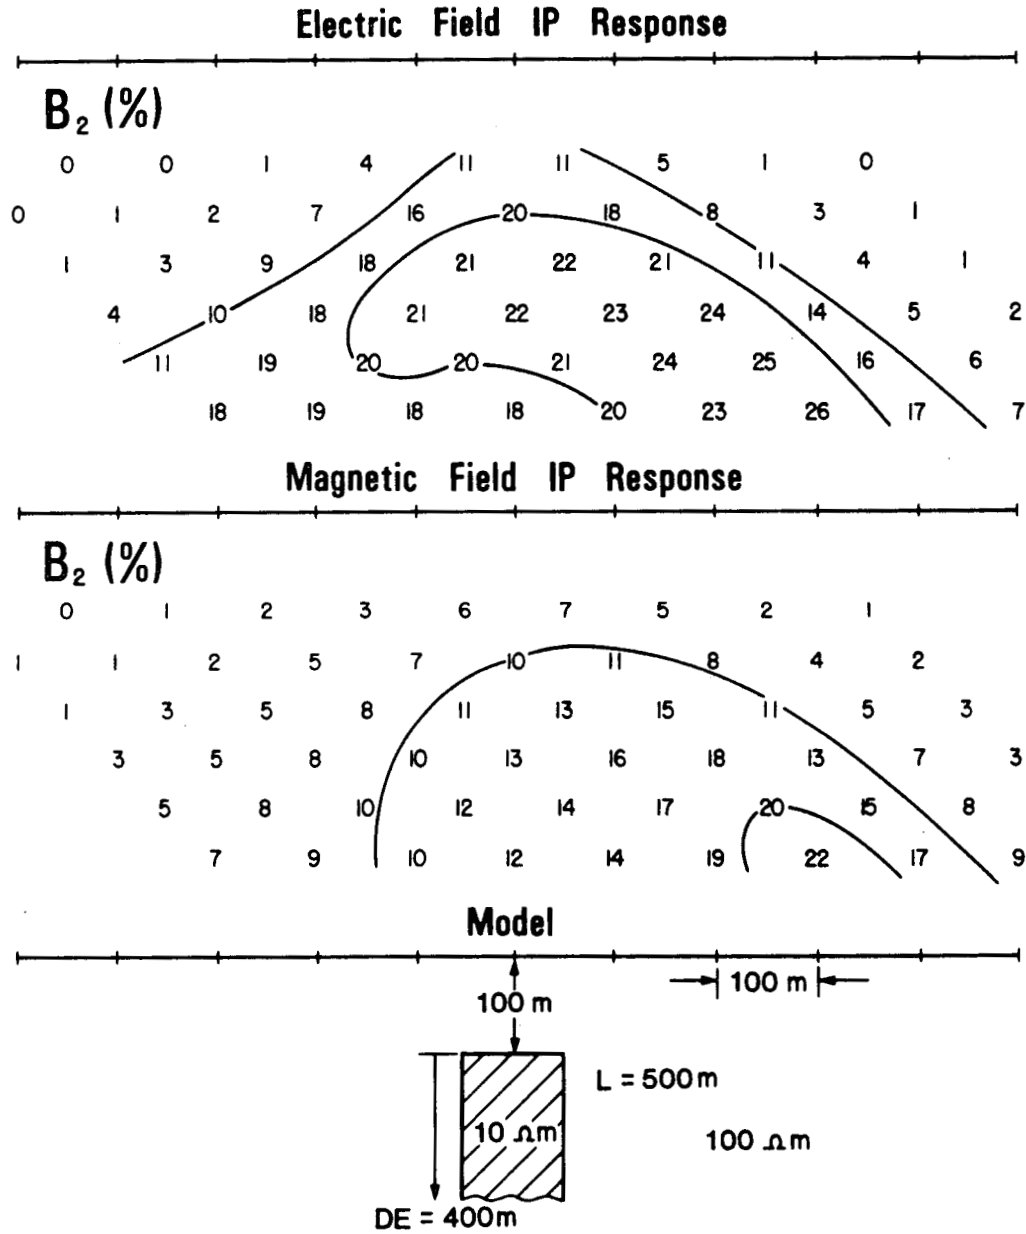 Electric Field IP Response
B₂ (%)
0 0 1 4 11 11 5 1 0
0 1 2 7 16 20 18 8 3 1
1 3 9 18 21 22 21 11 4 1
4 10 18 21 22 23 24 14 5 2
11 19 20 20 21 24 25 16 6
18 19 18 18 20 23 26 17 7
Magnetic Field IP Response
B₂ (%)
0 1 2 3 6 7 5 2 1
1 1 2 5 7 10 11 8 4 2
1 3 5 8 11 13 15 11 5 3
3 5 8 10 13 16 18 13 7 3
5 8 10 12 14 17 20 15 8
7 9 10 12 14 19 22 17 9
Model
100 m
100 m
L = 500 m
10 Ωm
100 Ωm
DE = 400 m